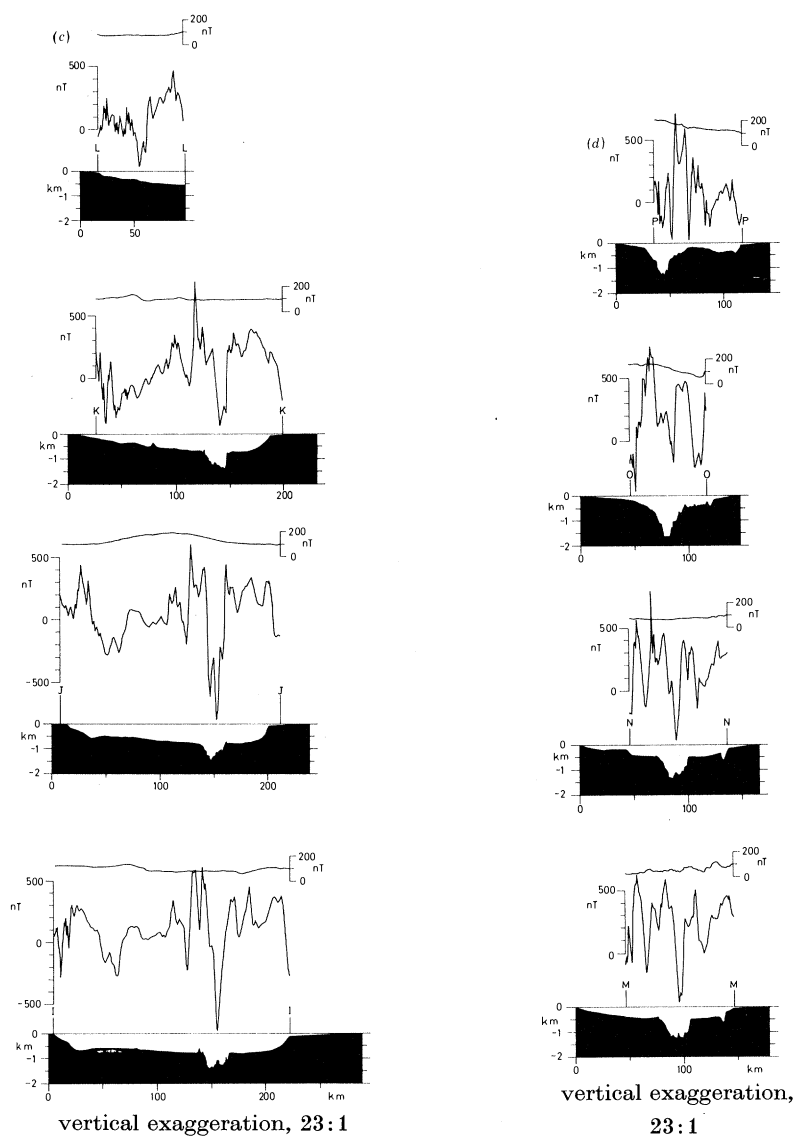 (c)
200
nT
0
500
nT
0
L L
0
km
-1
-2
0 50
200
nT
0
500
nT
0
K K
0
km
-1
-2
0 100 200
200
nT
0
500
nT
0
-500
J J
0
km
-1
-2
0 100 200
200
nT
0
500
nT
0
-500
I I
0
km
-1
-2
0 100 200 km
vertical exaggeration, 23:1
(d)
200
nT
0
500
nT
0
P P
0
km
-1
-2
0 100
200
nT
0
500
nT
0
O O
0
km
-1
-2
0 100
200
nT
0
500
nT
0
N N
0
km
-1
-2
0 100
200
nT
0
500
nT
0
M M
0
km
-1
-2
0 100 km
vertical exaggeration,
23:1